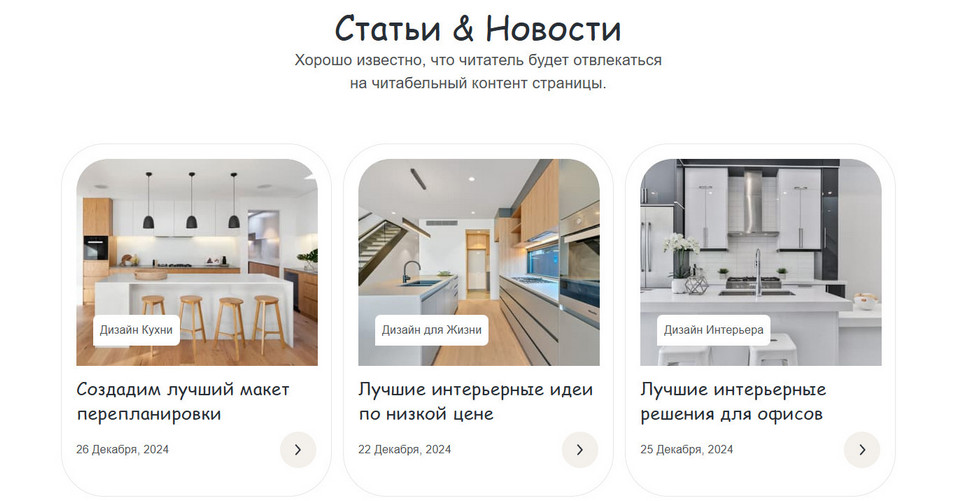 Статьи & Новости
Хорошо известно, что читатель будет отвлекаться
на читабельный контент страницы.
Дизайн Кухни
Создадим лучший макет
перепланировки
26 Декабря, 2024
Дизайн для Жизни
Лучшие интерьерные идеи
по низкой цене
22 Декабря, 2024
Дизайн Интерьера
Лучшие интерьерные
решения для офисов
25 Декабря, 2024